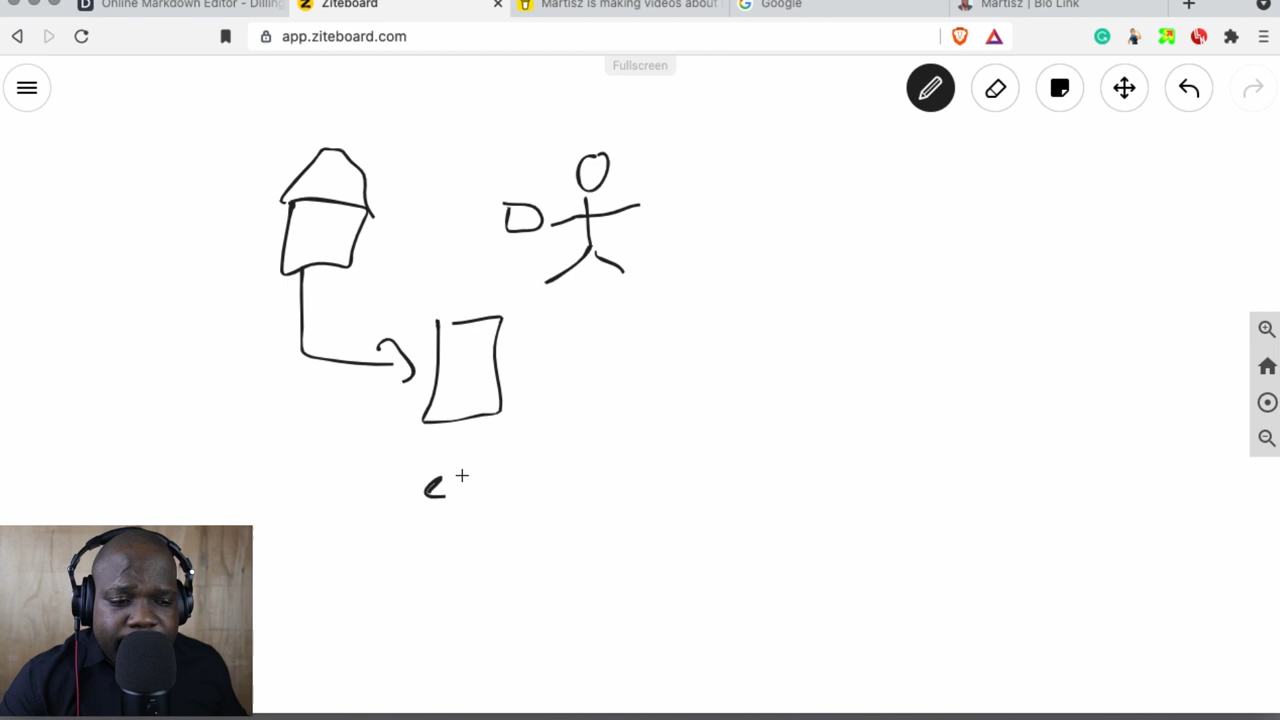 Online Markdown Editor - Dilling
Ziteboard
Martisz is making videos about
Google
Martisz | Bio Link
app.ziteboard.com
Fullscreen
e